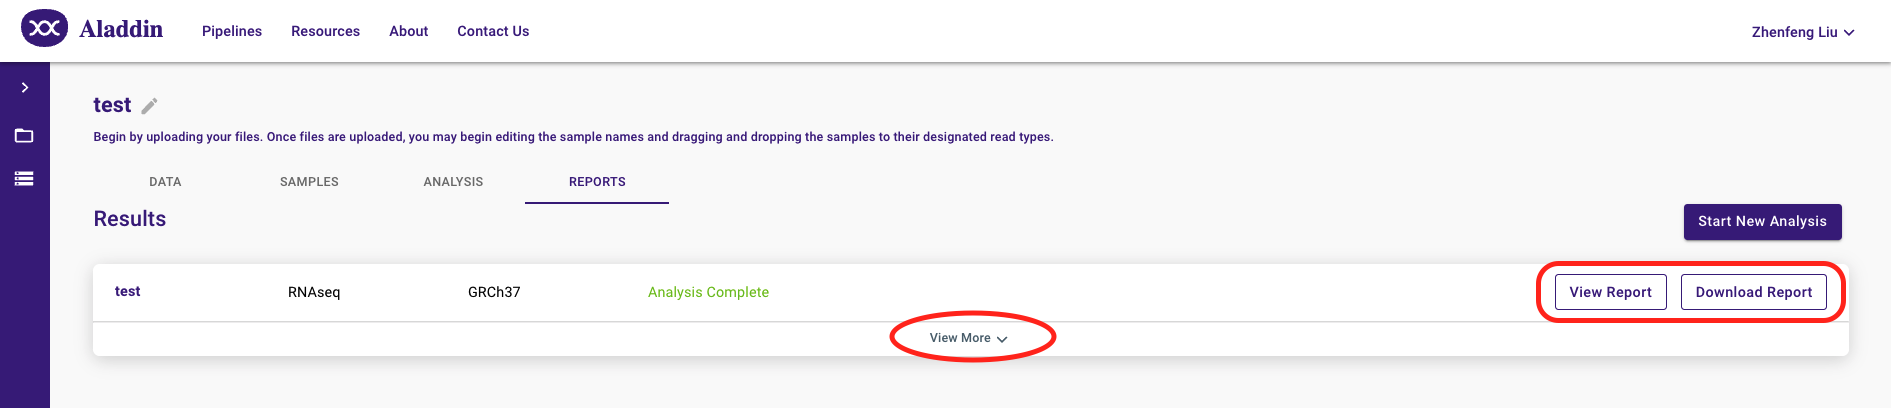 Aladdin Pipelines Resources About Contact Us Zhenfeng Liu
test
Begin by uploading your files. Once files are uploaded, you may begin editing the sample names and dragging and dropping the samples to their designated read types.
DATA SAMPLES ANALYSIS REPORTS
Results
Start New Analysis
test RNAseq GRCh37 Analysis Complete View Report Download Report
View More